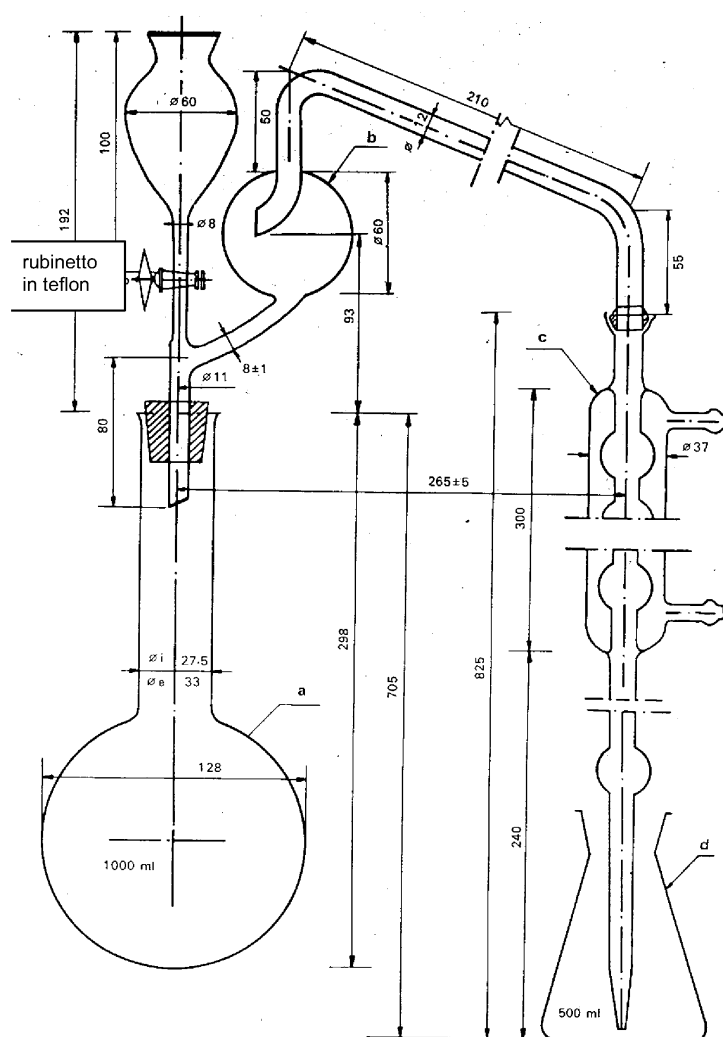 210
60
Ø 12
b
Ø 60
100
192
Ø 8
Ø 60
55
rubinetto
in teflon
93
8±1
c
Ø 11
80
Ø 37
265±5
300
298
825
705
Ø i 27·5
Ø e 33
a
128
240
d
1000 ml
500 ml